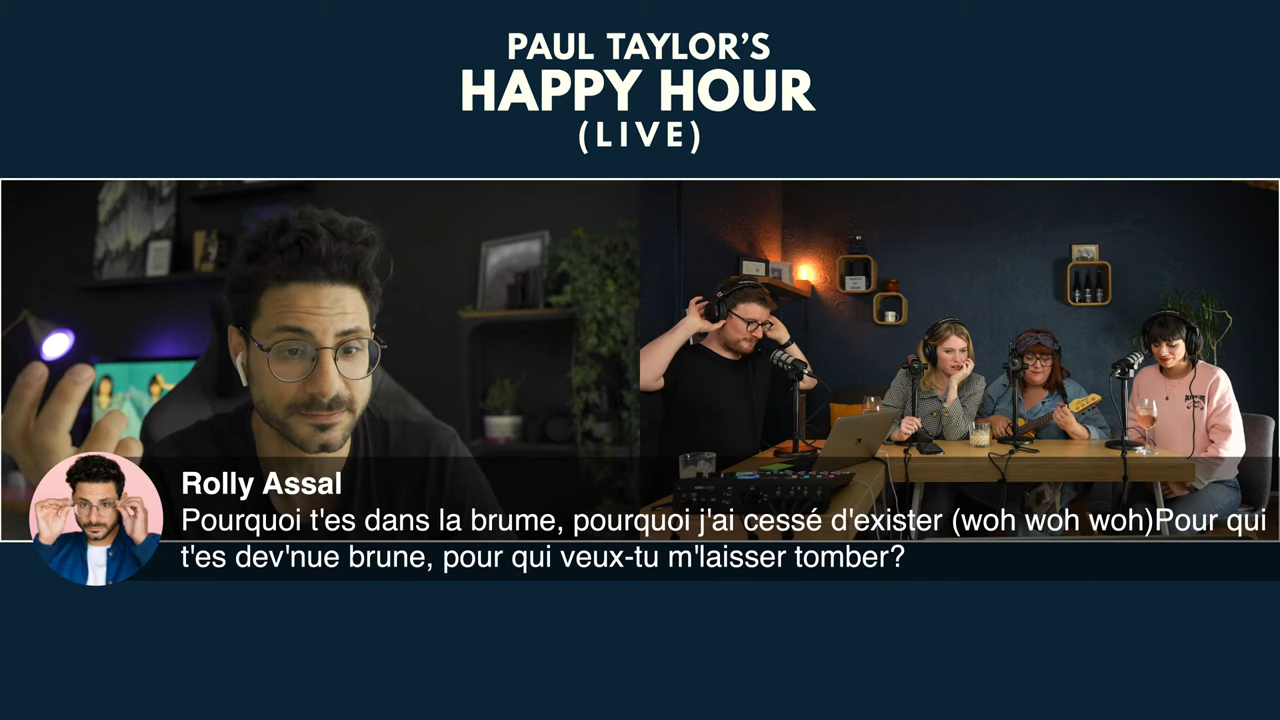 PAUL TAYLOR'S
HAPPY HOUR
(LIVE)
Rolly Assal
Pourquoi t'es dans la brume, pourquoi j'ai cessé d'exister (woh woh woh)Pour qui
t'es dev'nue brune, pour qui veux-tu m'laisser tomber?